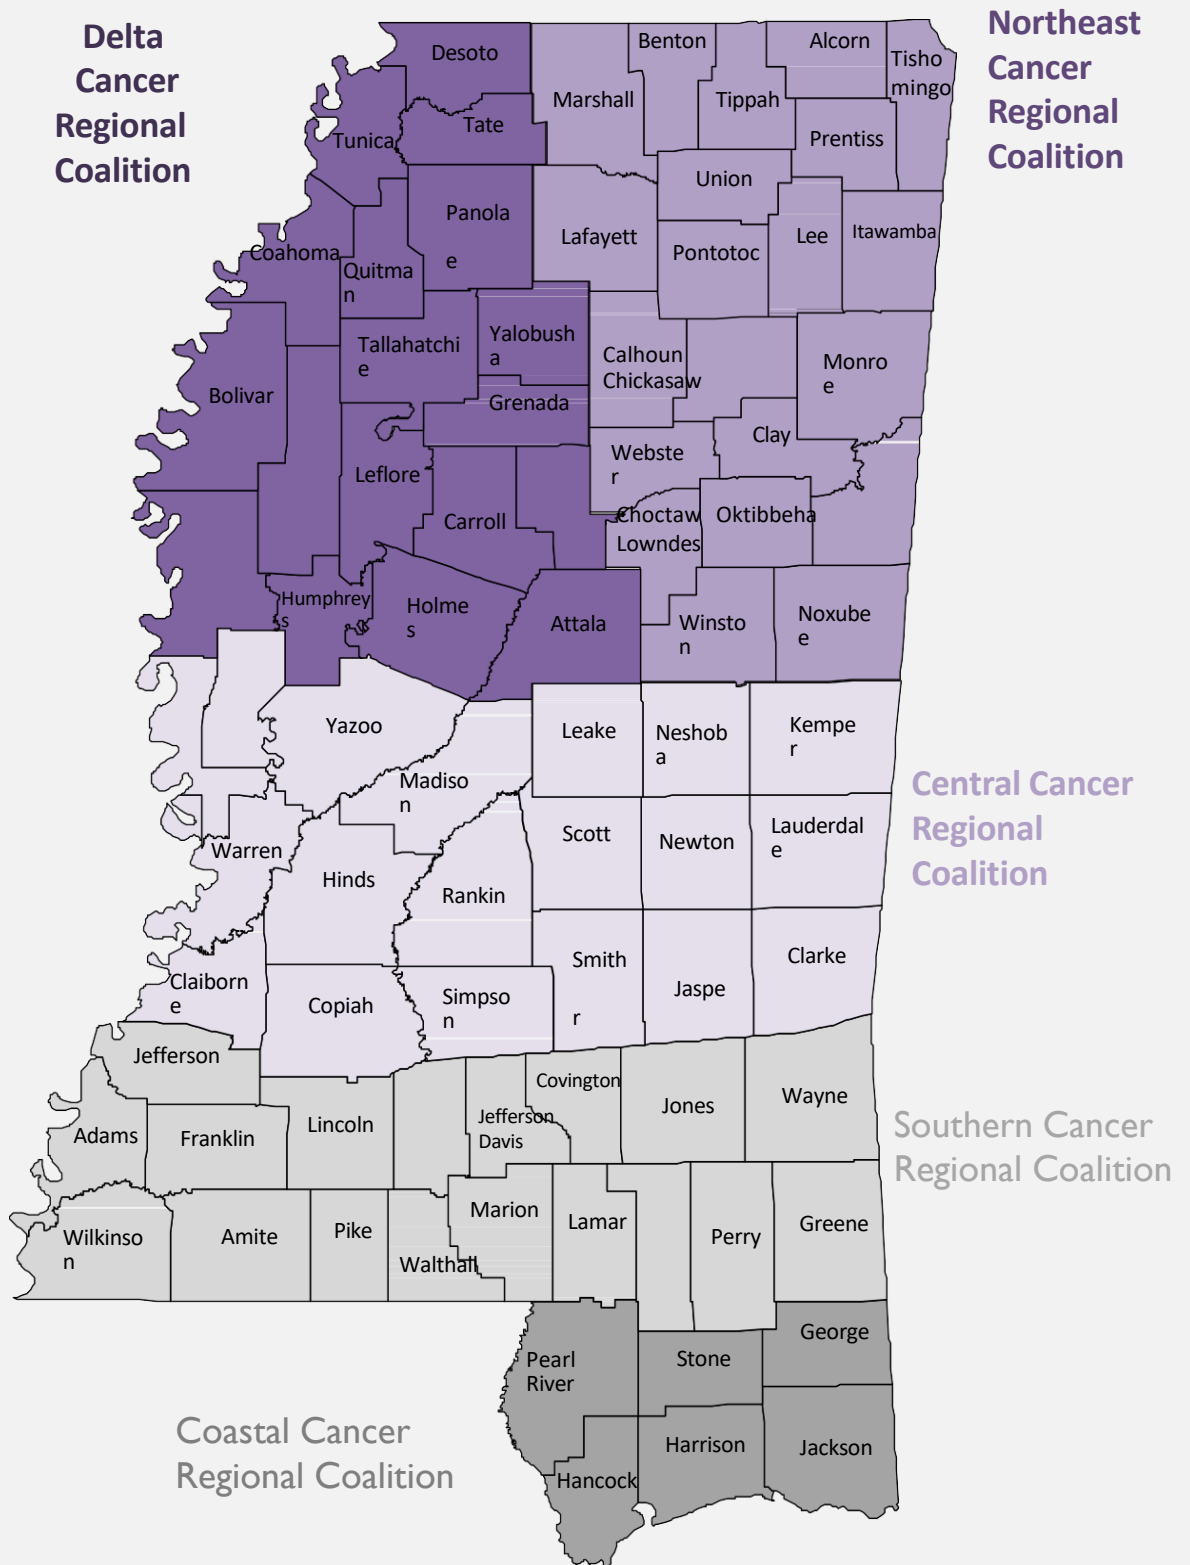 Delta
Cancer
Regional
Coalition
Northeast
Cancer
Regional
Coalition
Desoto
Benton
Alcorn
Tisho
mingo
Marshall
Tippah
Tate
Tunica
Prentiss
Union
Panola
e
Lafayett
Lee
Itawamba
Pontotoc
Coahoma
Quitma
n
Tallahatchi
e
Yalobush
a
Calhoun
Chickasaw
Monro
e
Bolivar
Grenada
Clay
Webste
r
Leflore
Carroll
Choctaw
Oktibbeha
Lowndes
Humphrey
s
Holme
s
Attala
Winsto
n
Noxube
e
Yazoo
Leake
Neshob
a
Kempe
r
Madiso
n
Central Cancer
Regional
Coalition
Warren
Scott
Newton
Lauderdal
e
Hinds
Rankin
Smith
r
Jaspe
Clarke
Claiborn
e
Copiah
Simpso
n
Jefferson
Covington
Jones
Wayne
Adams
Franklin
Lincoln
Jefferson
Davis
Southern Cancer
Regional Coalition
Wilkinso
n
Amite
Pike
Walthall
Marion
Lamar
Perry
Greene
Pearl
River
Stone
George
Coastal Cancer
Regional Coalition
Hancock
Harrison
Jackson